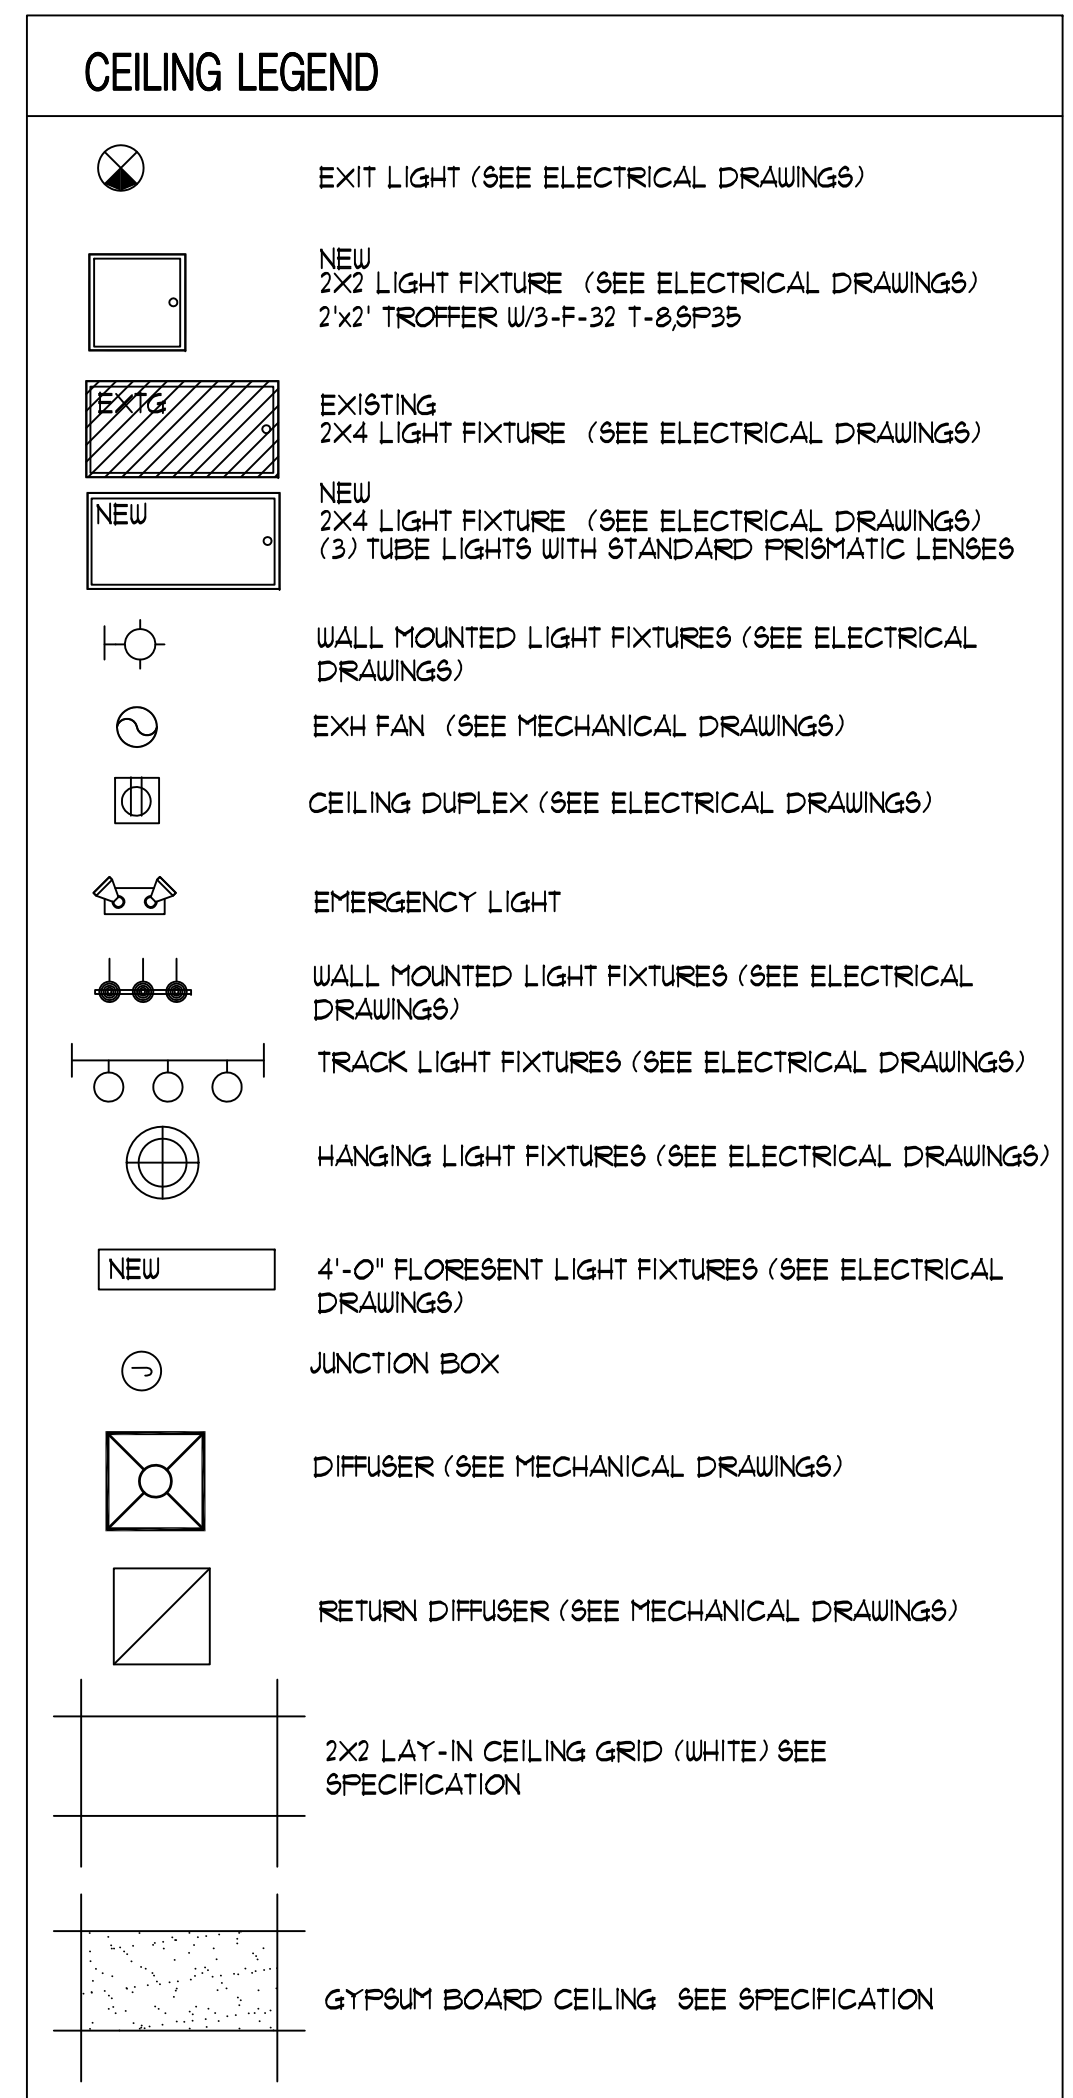 CEILING LEGEND
EXIT LIGHT (SEE ELECTRICAL DRAWINGS)
NEW
2X2 LIGHT FIXTURE (SEE ELECTRICAL DRAWINGS)
2'x2' TROFFER W/3-F-32 T-8,SP35
EXTG
EXISTING
2X4 LIGHT FIXTURE (SEE ELECTRICAL DRAWINGS)
NEW
NEW
2X4 LIGHT FIXTURE (SEE ELECTRICAL DRAWINGS)
(3) TUBE LIGHTS WITH STANDARD PRISMATIC LENSES
WALL MOUNTED LIGHT FIXTURES (SEE ELECTRICAL
DRAWINGS)
EXH FAN (SEE MECHANICAL DRAWINGS)
CEILING DUPLEX (SEE ELECTRICAL DRAWINGS)
EMERGENCY LIGHT
WALL MOUNTED LIGHT FIXTURES (SEE ELECTRICAL
DRAWINGS)
TRACK LIGHT FIXTURES (SEE ELECTRICAL DRAWINGS)
HANGING LIGHT FIXTURES (SEE ELECTRICAL DRAWINGS)
NEW
4'-0" FLORESENT LIGHT FIXTURES (SEE ELECTRICAL
DRAWINGS)
J
JUNCTION BOX
DIFFUSER (SEE MECHANICAL DRAWINGS)
RETURN DIFFUSER (SEE MECHANICAL DRAWINGS)
2X2 LAY-IN CEILING GRID (WHITE) SEE
SPECIFICATION
GYPSUM BOARD CEILING SEE SPECIFICATION